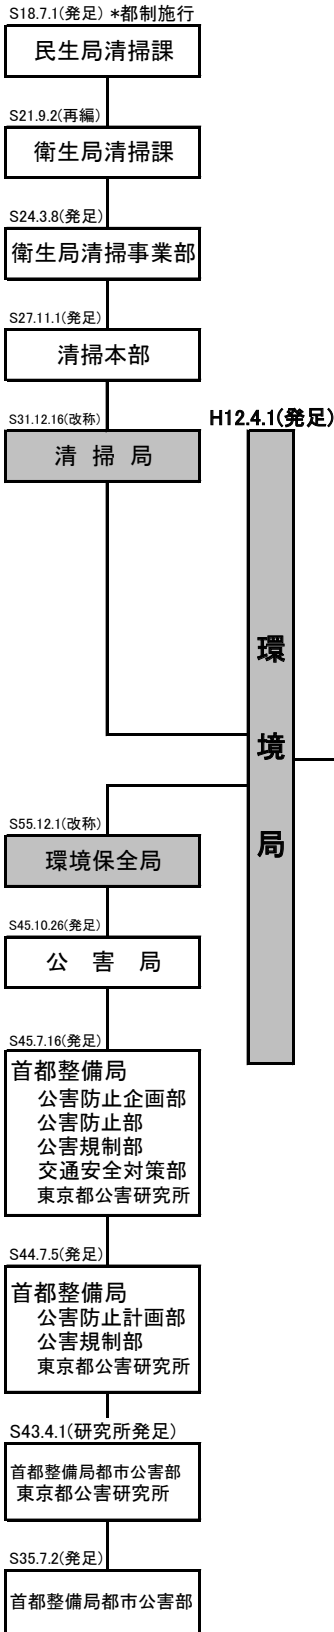 S18.7.1(発足) *都制施行
民生局清掃課
S21.9.2(再編)
衛生局清掃課
S24.3.8(発足)
衛生局清掃事業部
S27.11.1(発足)
清掃本部
S31.12.16(改称)
清 掃 局
H12.4.1(発足)
環
境
局
S55.12.1(改称)
環境保全局
S45.10.26(発足)
公 害 局
S45.7.16(発足)
首都整備局
公害防止企画部
公害防止部
公害規制部
交通安全対策部
東京都公害研究所
S44.7.5(発足)
首都整備局
公害防止計画部
公害規制部
東京都公害研究所
S43.4.1(研究所発足)
首都整備局都市公害部
東京都公害研究所
S35.7.2(発足)
首都整備局都市公害部